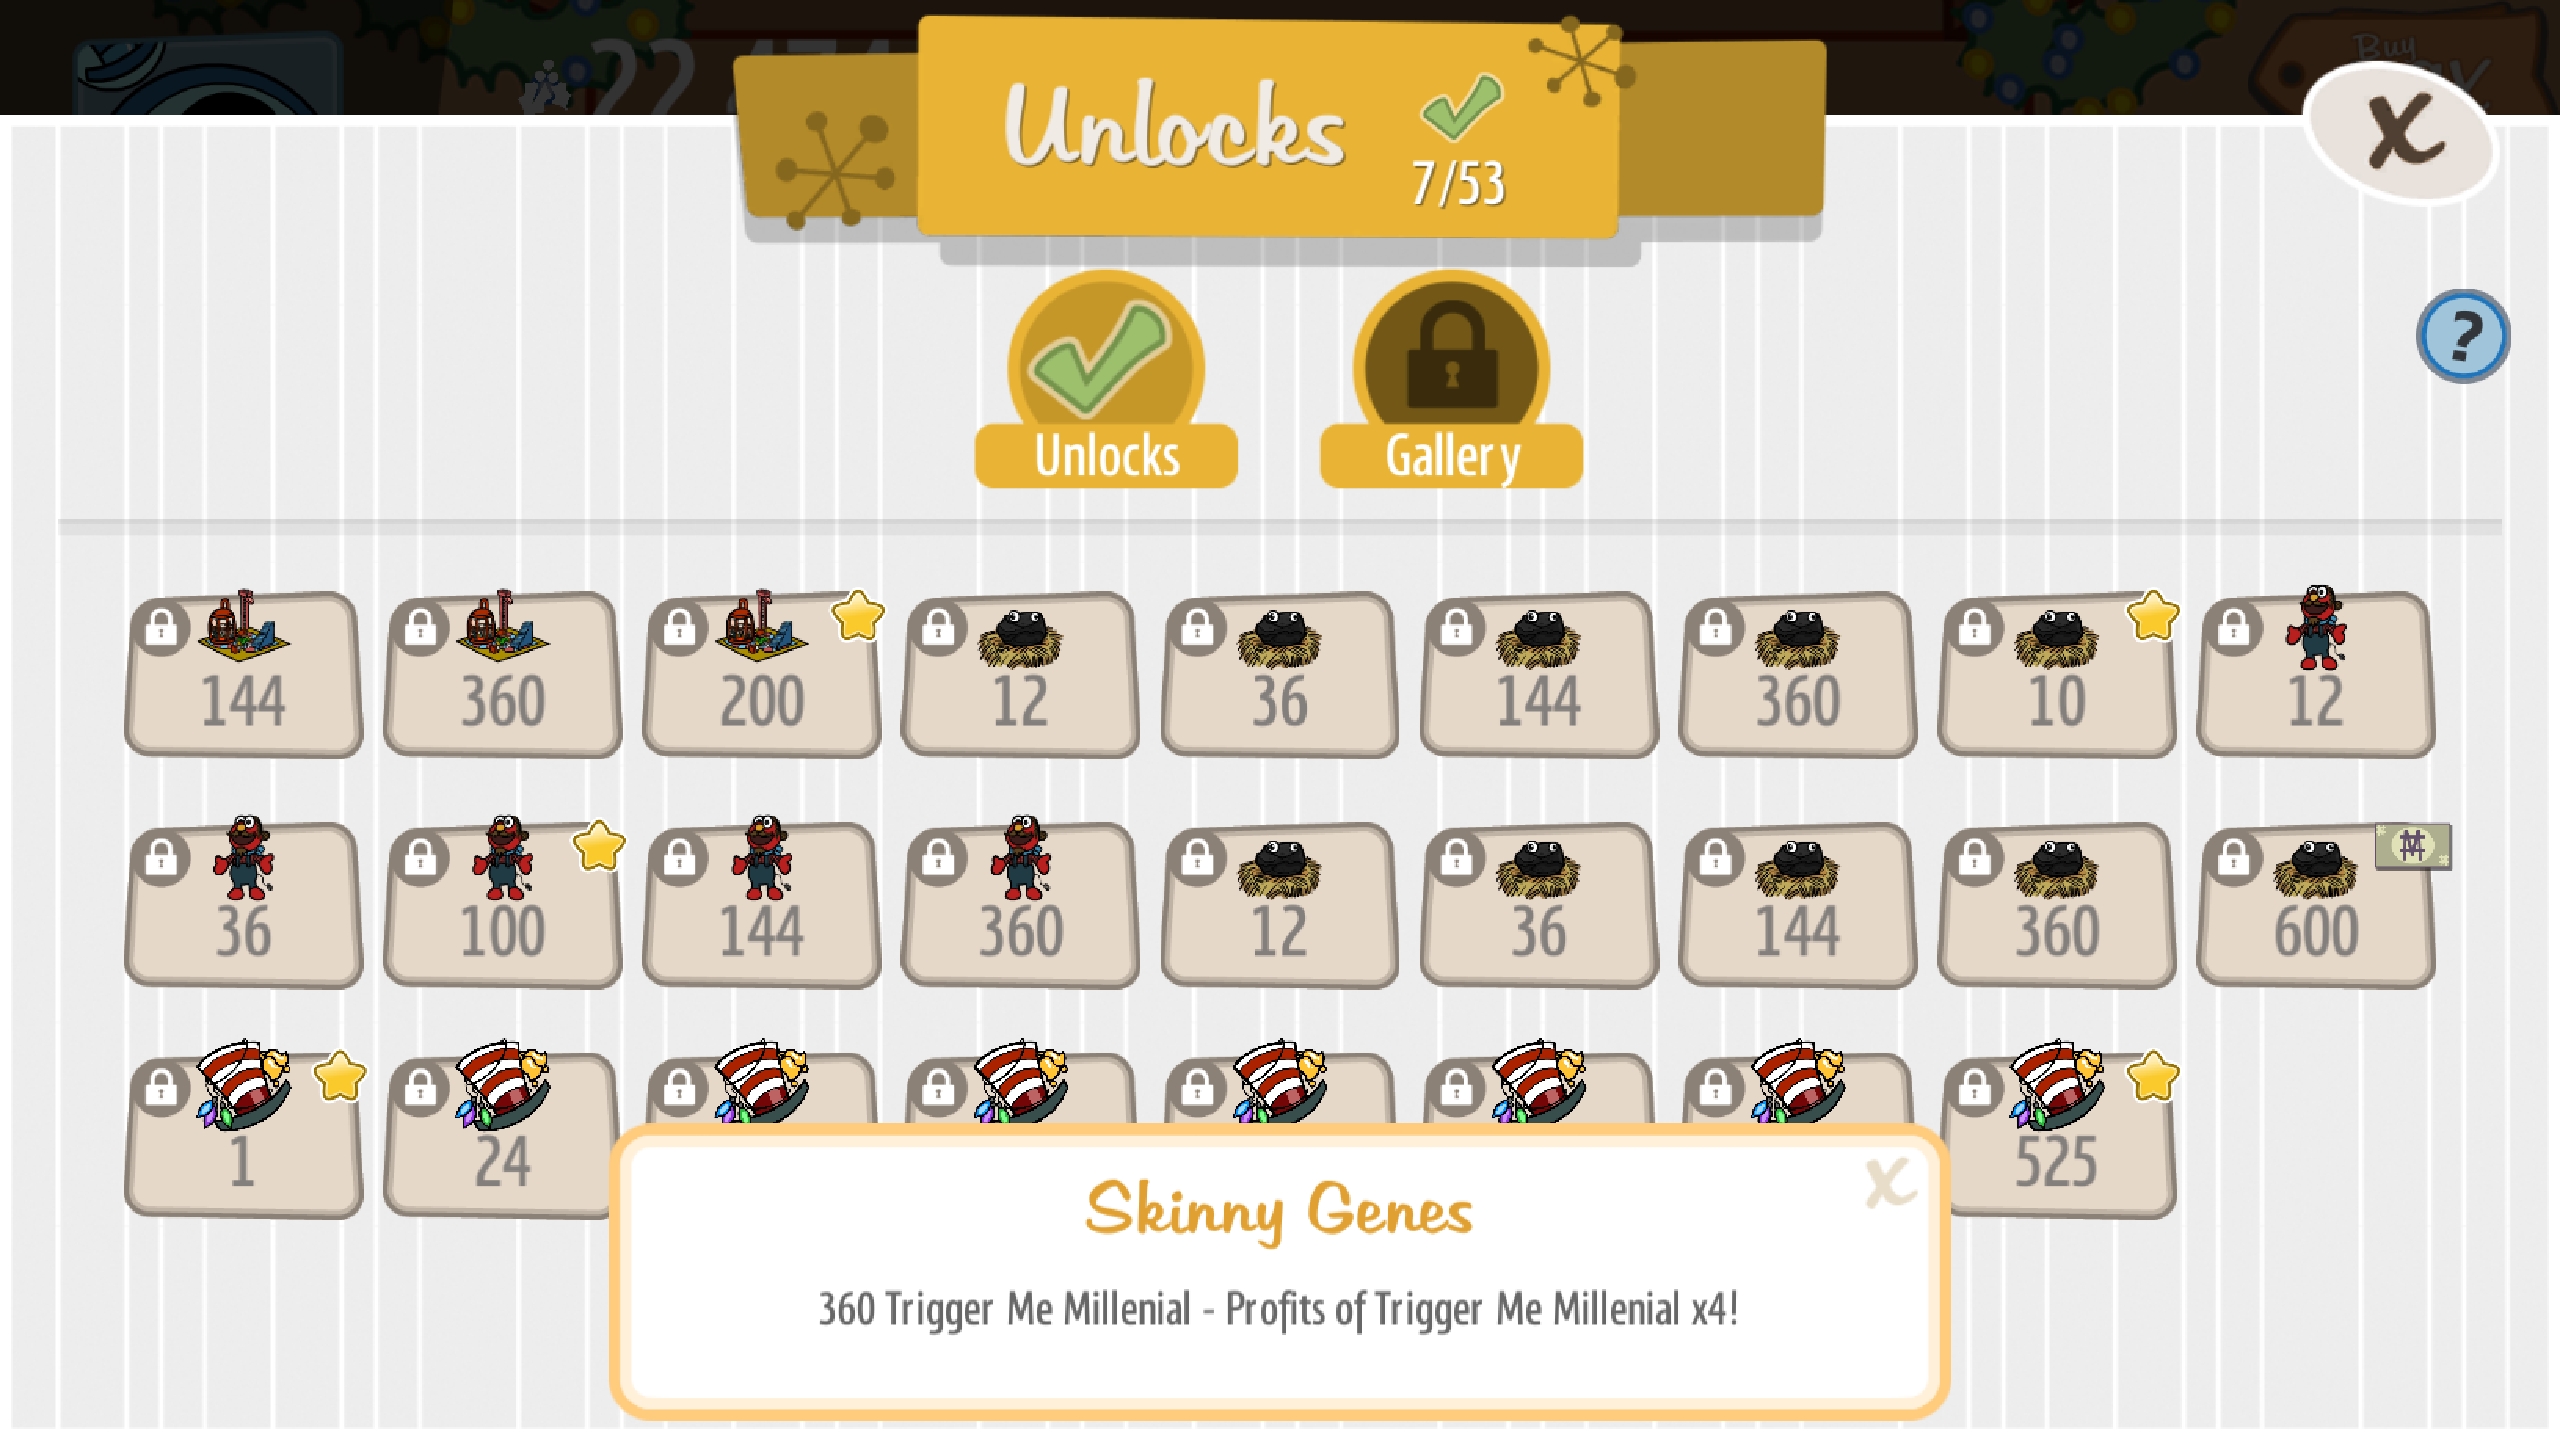 Buy
Unlocks
7/53
X
?
Unlocks Gallery
144 360 200 12 36 144 360 10 12
36 100 144 360 12 36 144 360 600
1 24 525
Skinny Genes
X
360 Trigger Me Millenial - Profits of Trigger Me Millenial x4!